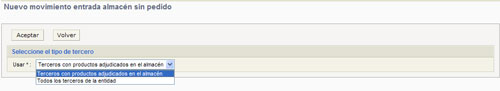 Nuevo movimiento entrada almacén sin pedido
Aceptar Volver
Seleccione el tipo de tercero
Usar * : Terceros con productos adjudicados en el almacén
Terceros con productos adjudicados en el almacén
Todos los terceros de la entidad